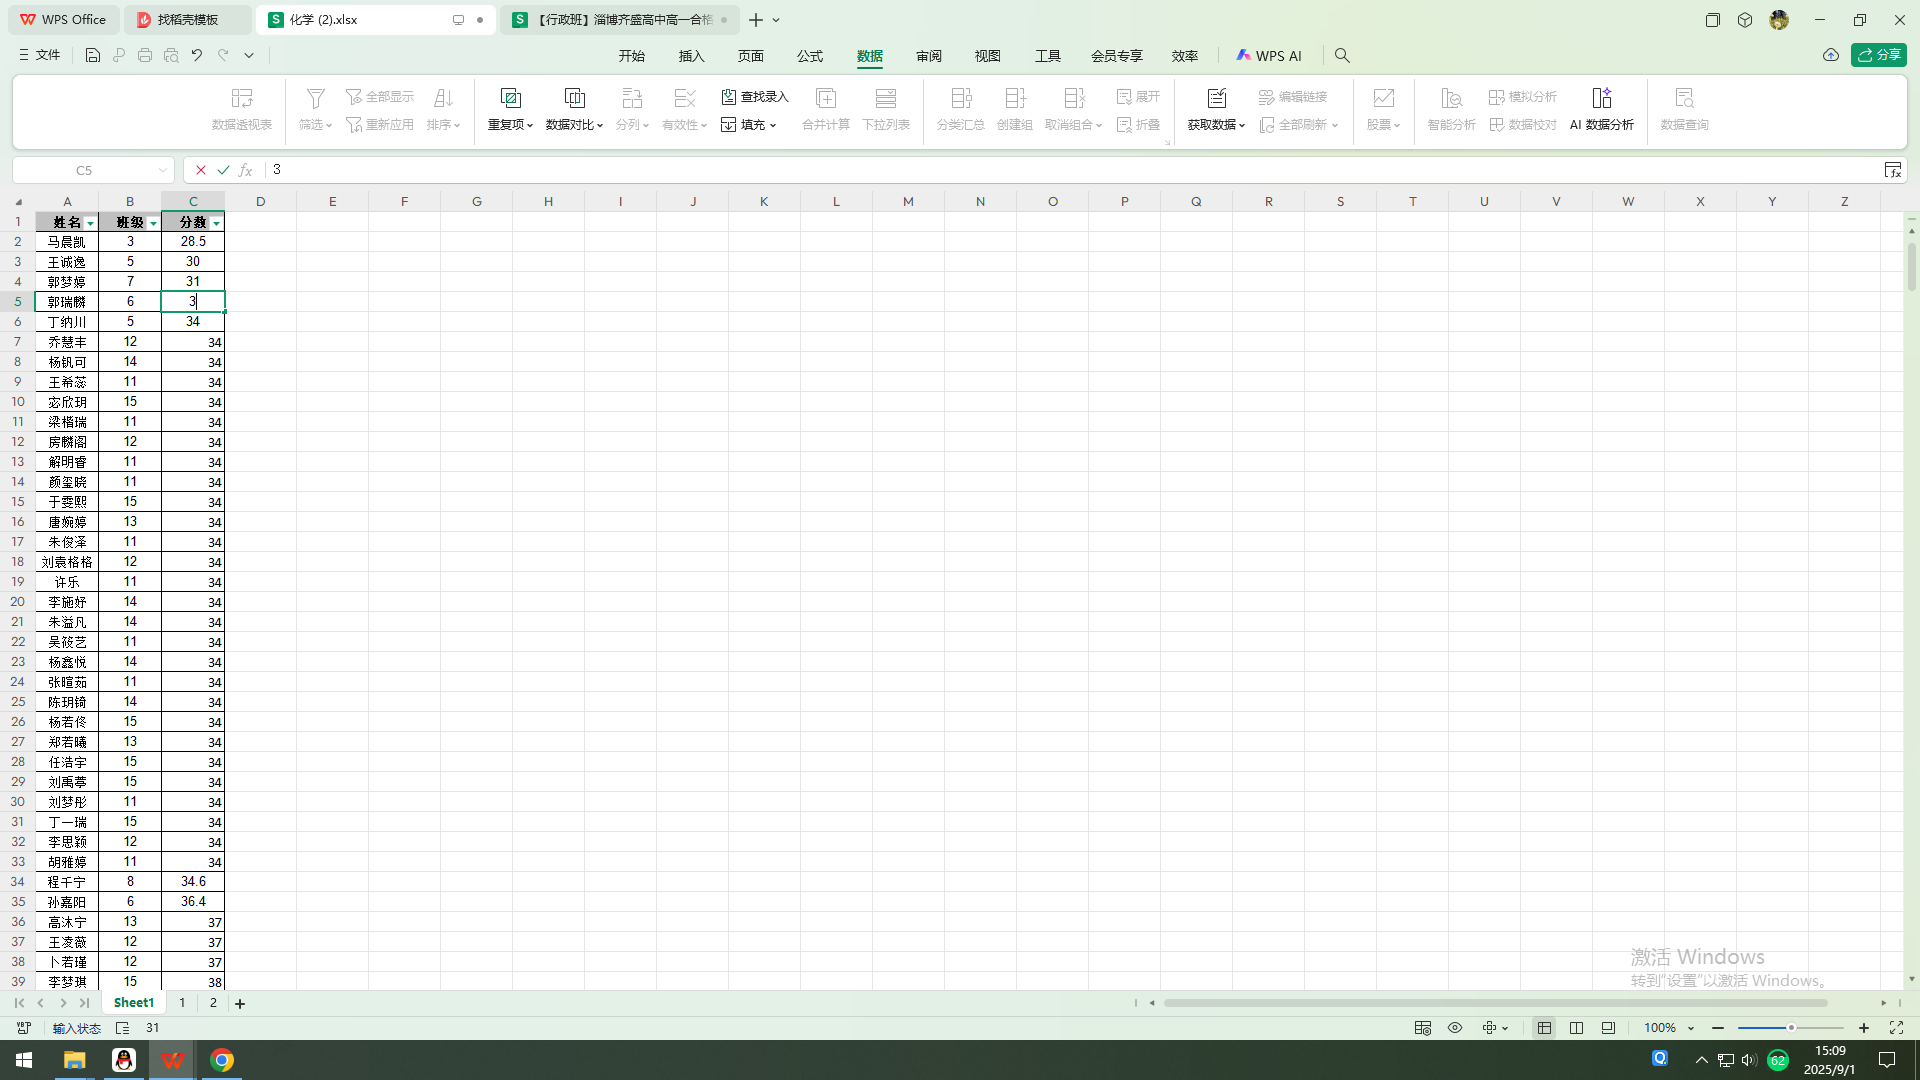 WPS Office
找稻壳模板
化学 (2).xlsx
【行政班】淄博齐盛高中高一合格
文件
开始 插入 页面 公式 数据 审阅 视图 工具 会员专享 效率 WPS AI
分享
数据透视表 筛选 全部显示 重新应用 排序 重复项 数据对比 分列 有效性 查找录入 填充 合并计算 下拉列表 分类汇总 创建组 取消组合 展开 折叠 获取数据 编辑链接 全部刷新 股票 智能分析 模拟分析 数据校对 AI 数据分析 数据查询
C5 fx 3
A B C D E F G H I J K L M N O P Q R S T U V W X Y Z
1 姓名 班级 分数
2 马晨凯 3 28.5
3 王诚逸 5 30
4 郭梦婷 7 31
5 郭瑞麟 6 3
6 丁纳川 5 34
7 乔慧丰 12 34
8 杨钒可 14 34
9 王希蕊 11 34
10 宓欣玥 15 34
11 梁楷瑞 11 34
12 房麟阁 12 34
13 解明睿 11 34
14 颜玺晓 11 34
15 于雯熙 15 34
16 唐婉婷 13 34
17 朱俊泽 11 34
18 刘袁格格 12 34
19 许乐 11 34
20 李施妤 14 34
21 朱溢凡 14 34
22 吴筱艺 11 34
23 杨鑫悦 14 34
24 张暄茹 11 34
25 陈玥锜 14 34
26 杨若佟 15 34
27 郑若曦 13 34
28 任浩宇 15 34
29 刘禹葶 15 34
30 刘梦彤 11 34
31 丁一瑞 15 34
32 李思颖 12 34
33 胡雅婷 11 34
34 程千宁 8 34.6
35 孙嘉阳 6 36.4
36 高沐宁 13 37
37 王凌薇 12 37
38 卜若瑾 12 37
39 李梦琪 15 38
激活 Windows
转到"设置"以激活 Windows。
Sheet1 1 2
输入状态 31
100%
62
15:09
2025/9/1